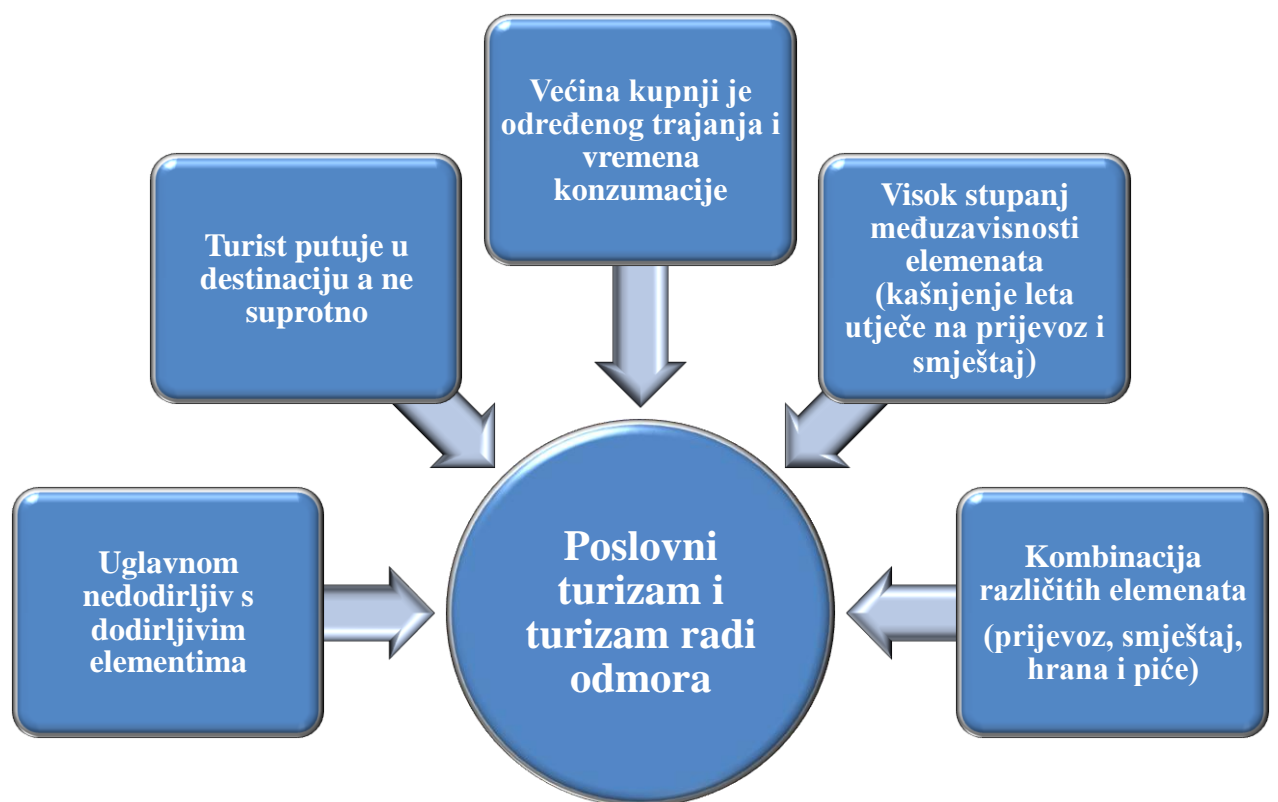 Većina kupnji je
određenog trajanja i
vremena
konzumacije
Turist putuje u
destinaciju a ne
suprotno
Visok stupanj
međuzavisnosti
elemenata
(kašnjenje leta
utječe na prijevoz i
smještaj)
Uglavnom
nedodirljiv s
dodirljivim
elementima
Poslovni
turizam i
turizam radi
odmora
Kombinacija
različitih elemenata
(prijevoz, smještaj,
hrana i piće)